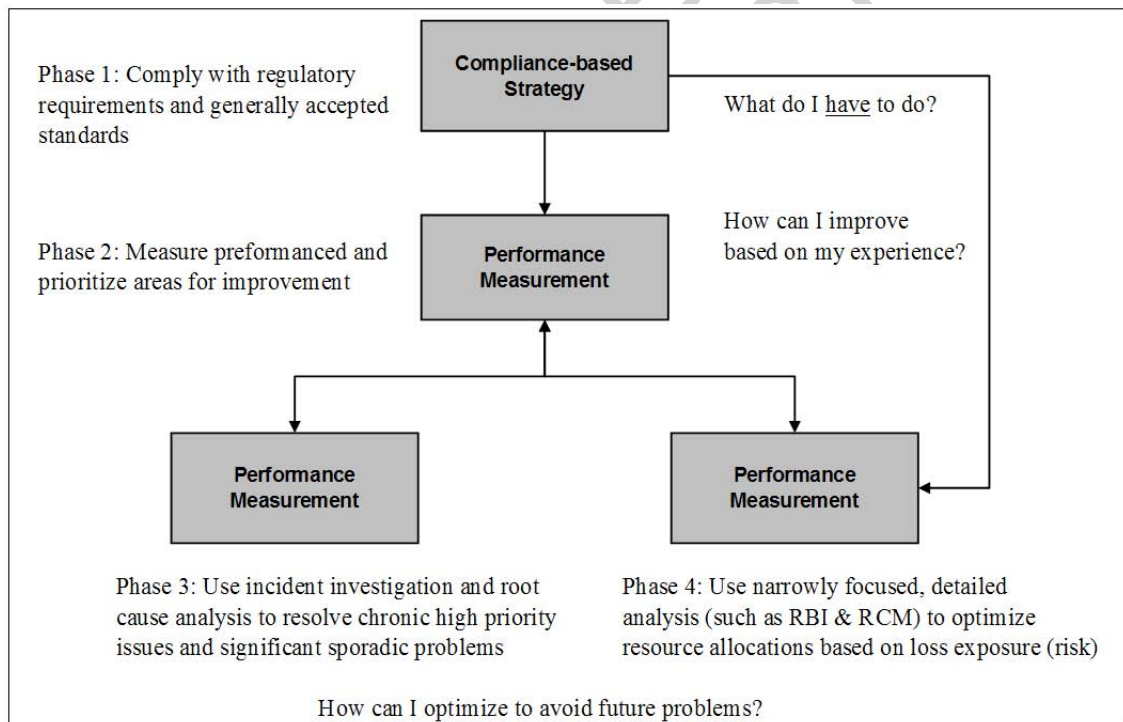 Compliance-based
Strategy
Phase 1: Comply with regulatory
requirements and generally accepted
standards
What do I have to do?
How can I improve
based on my experience?
Phase 2: Measure preformanced and
prioritize areas for improvement
Performance
Measurement
Performance
Measurement
Performance
Measurement
Phase 3: Use incident investigation and root
cause analysis to resolve chronic high priority
issues and significant sporadic problems
Phase 4: Use narrowly focused, detailed
analysis (such as RBI & RCM) to optimize
resource allocations based on loss exposure (risk)
How can I optimize to avoid future problems?